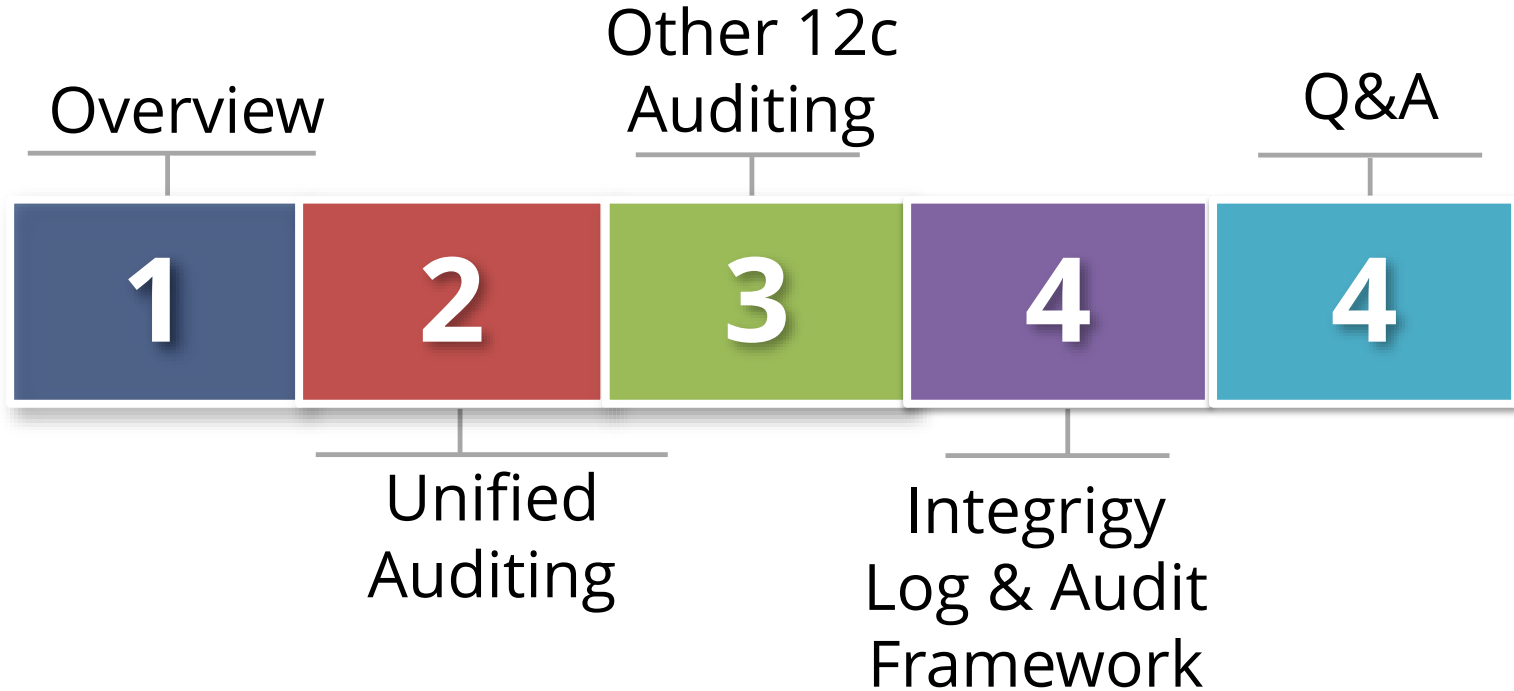 Other 12c
Auditing
Overview
Q&A
1
2
3
4
4
Unified
Auditing
Integrigy
Log & Audit
Framework